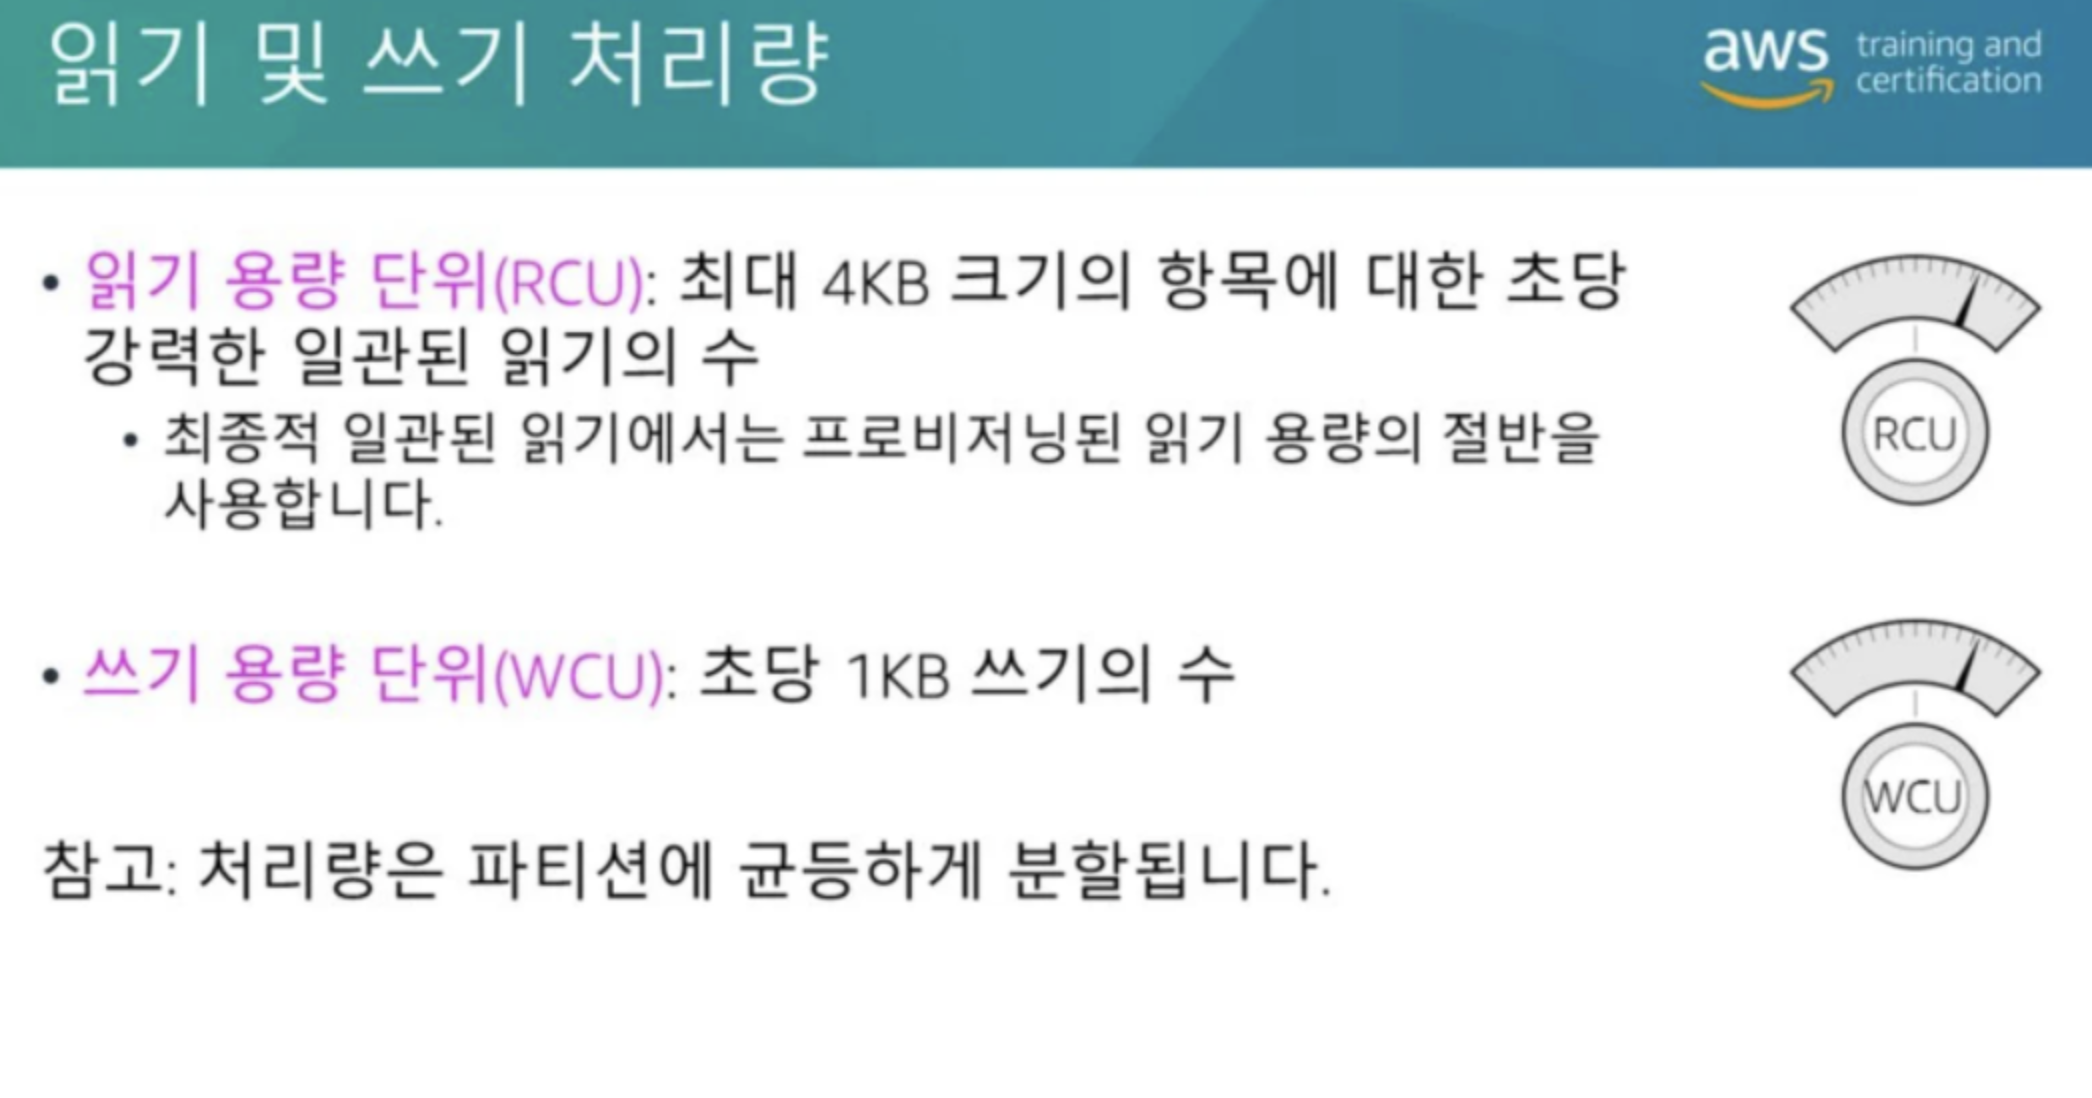 읽기 및 쓰기 처리량
aws training and
certification
• 읽기 용량 단위(RCU): 최대 4KB 크기의 항목에 대한 초당
강력한 일관된 읽기의 수
• 최종적 일관된 읽기에서는 프로비저닝된 읽기 용량의 절반을
사용합니다.
RCU
• 쓰기 용량 단위(WCU): 초당 1KB 쓰기의 수
WCU
참고: 처리량은 파티션에 균등하게 분할됩니다.